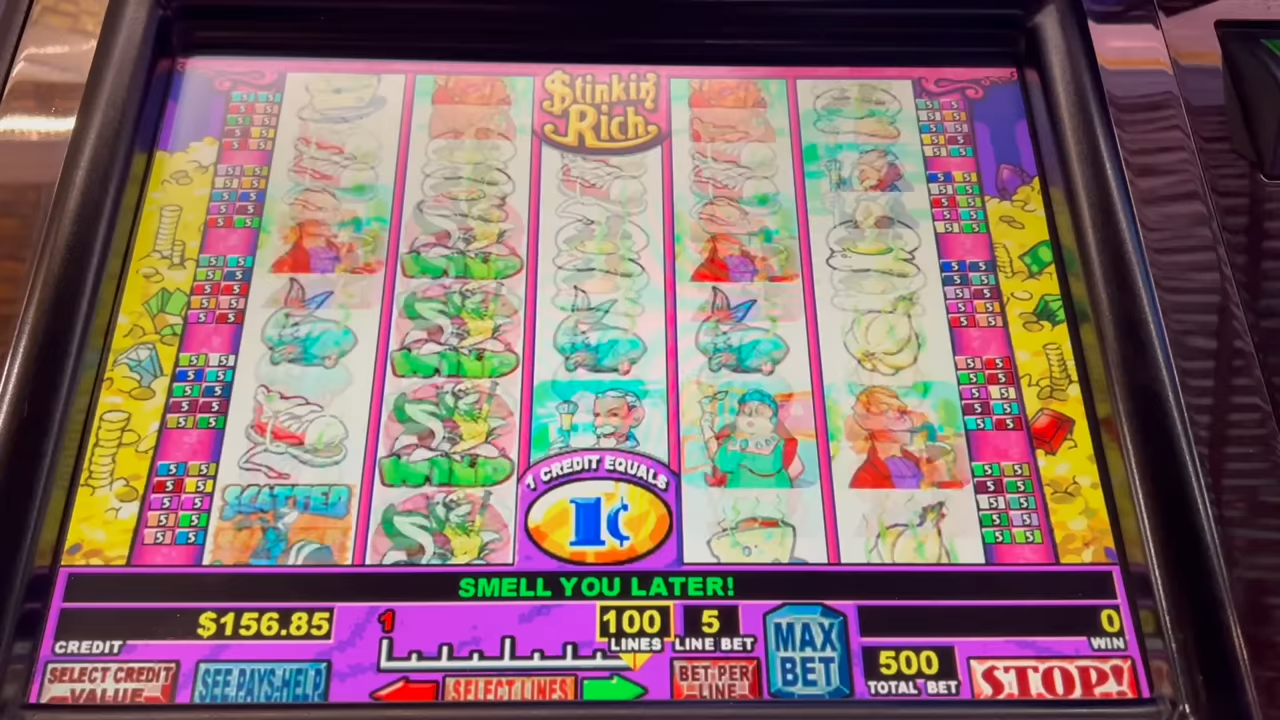 $tinkin'
Rich
SCATTER
WILD
WILD
WILD
1 CREDIT EQUALS
1¢
SMELL YOU LATER!
$156.85
CREDIT
1
100
LINES
5
LINE BET
MAX
BET
0
WIN
500
TOTAL BET
SELECT CREDIT
VALUE
SEE PAYS-HELP
SELECT LINES
BET PER
LINE
STOP!